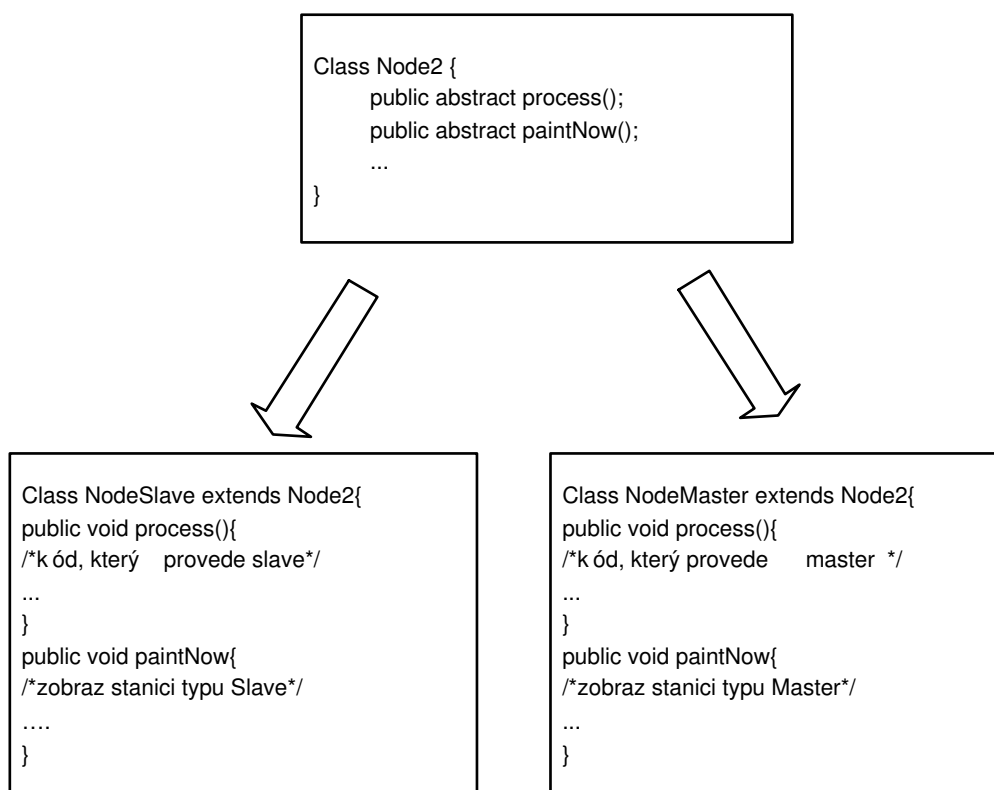 Class Node2 {
public abstract process();
public abstract paintNow();
...
}
Class NodeSlave extends Node2{
public void process(){
/*k ód, který provede slave*/
...
}
public void paintNow{
/*zobraz stanici typu Slave*/
….
}
Class NodeMaster extends Node2{
public void process(){
/*k ód, který provede master */
...
}
public void paintNow{
/*zobraz stanici typu Master*/
...
}